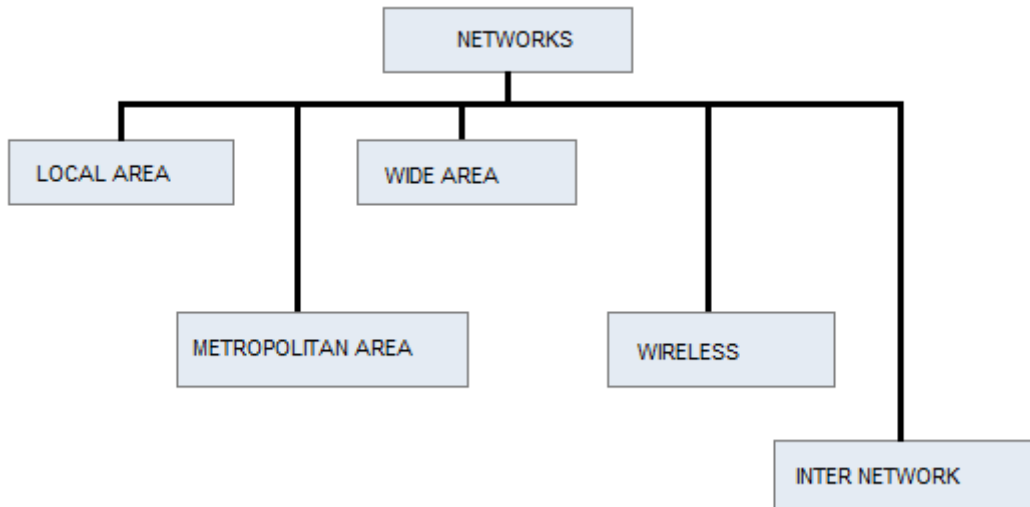 NETWORKS
LOCAL AREA
WIDE AREA
METROPOLITAN AREA
WIRELESS
INTER NETWORK